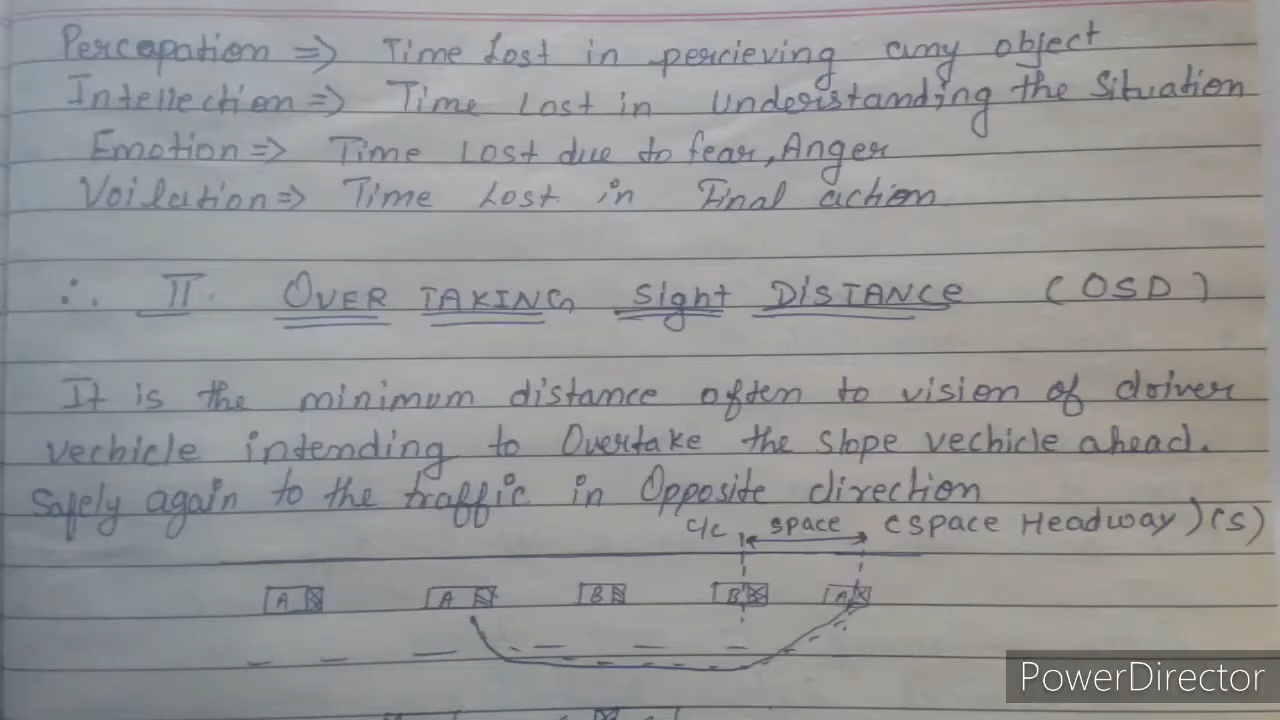 Percepation => Time Lost in percieving any object
Intellection => Time Lost in Understanding the Situation
Emotion => Time Lost due to fear, Anger
Voilation => Time Lost in Final action
∴ II. OVER TAKING Sight DISTANCE (OSD)
It is the minimum distance often to vision of driver
vechicle intending to Overtake the slope vechicle ahead.
Safely again to the traffic in Opposite direction
C/C space (Space Headway) (S)
A A B B A
PowerDirector